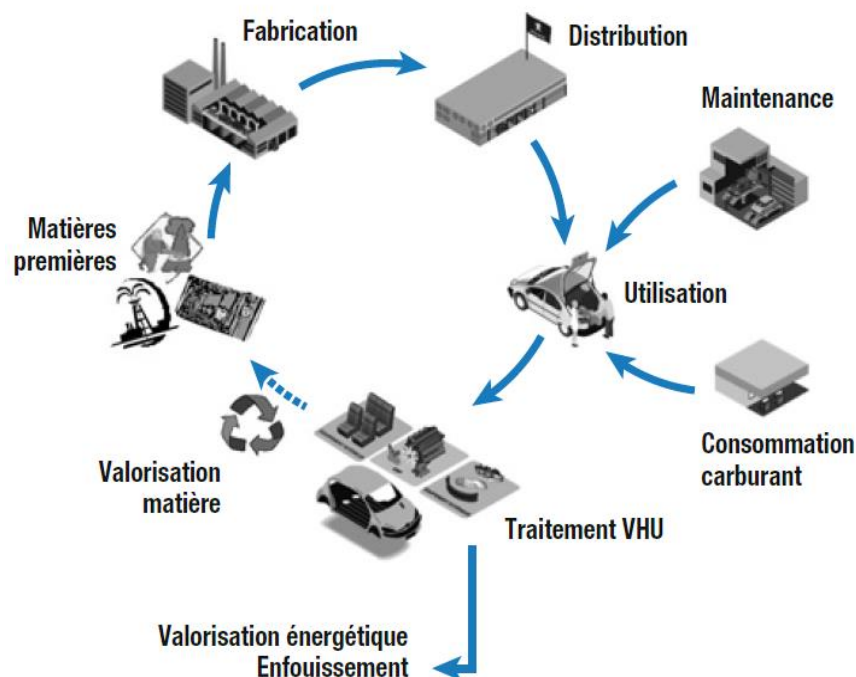 Fabrication
Distribution
Maintenance
Matières
premières
Utilisation
Consommation
carburant
Valorisation
matière
Traitement VHU
Valorisation énergétique
Enfouissement